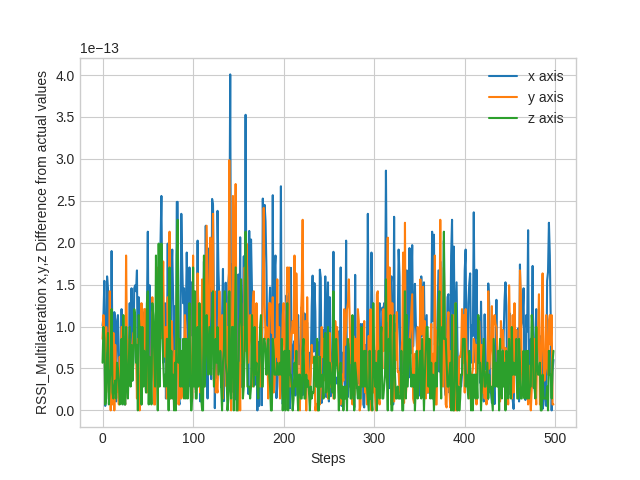 1e−13
RSSI_Multilateration x,y,z Difference from actual values
4.0
3.5
3.0
2.5
2.0
1.5
1.0
0.5
0.0
x axis
y axis
z axis
0 100 200 300 400 500
Steps